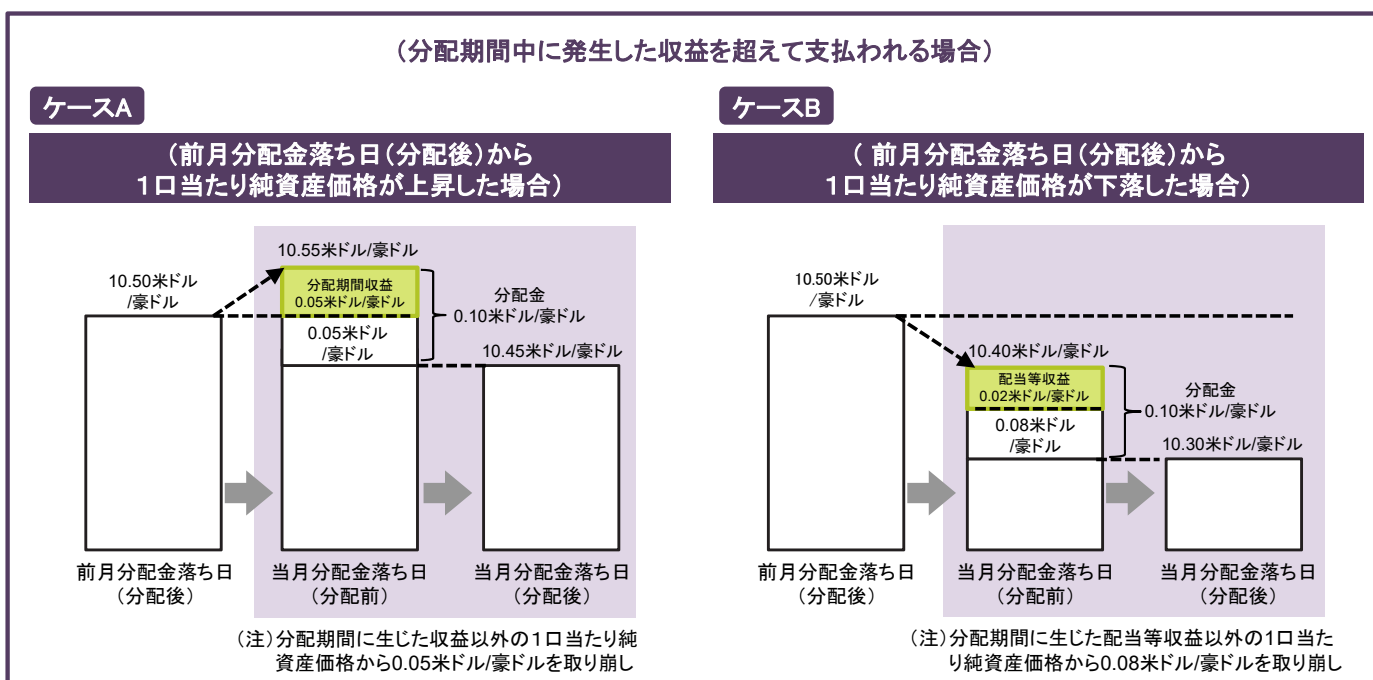 (分配期間中に発生した収益を超えて支払われる場合)
ケースA
(前月分配金落ち日(分配後)から
1口当たり純資産価格が上昇した場合)
10.50米ドル
/豪ドル
10.55米ドル/豪ドル
分配期間収益
0.05米ドル/豪ドル
0.05米ドル
/豪ドル
分配金
0.10米ドル/豪ドル
10.45米ドル/豪ドル
前月分配金落ち日
(分配後)
当月分配金落ち日
(分配前)
当月分配金落ち日
(分配後)
(注)分配期間に生じた収益以外の1口当たり純
資産価格から0.05米ドル/豪ドルを取り崩し
ケースB
( 前月分配金落ち日(分配後)から
1口当たり純資産価格が下落した場合)
10.50米ドル
/豪ドル
10.40米ドル/豪ドル
配当等収益
0.02米ドル/豪ドル
0.08米ドル
/豪ドル
分配金
0.10米ドル/豪ドル
10.30米ドル/豪ドル
前月分配金落ち日
(分配後)
当月分配金落ち日
(分配前)
当月分配金落ち日
(分配後)
(注)分配期間に生じた配当等収益以外の1口当た
り純資産価格から0.08米ドル/豪ドルを取り崩し